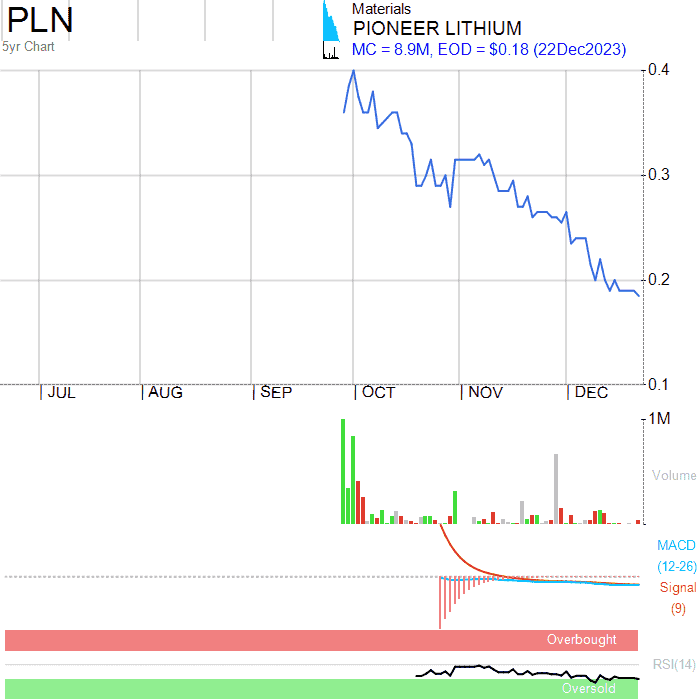 PLN
5yr Chart
Materials
PIONEER LITHIUM
MC = 8.9M, EOD = $0.18 (22Dec2023)
0.4
0.3
0.2
0.1
JUL AUG SEP OCT NOV DEC
1M
Volume
MACD
(12-26)
Signal
(9)
Overbought
RSI(14)
Oversold